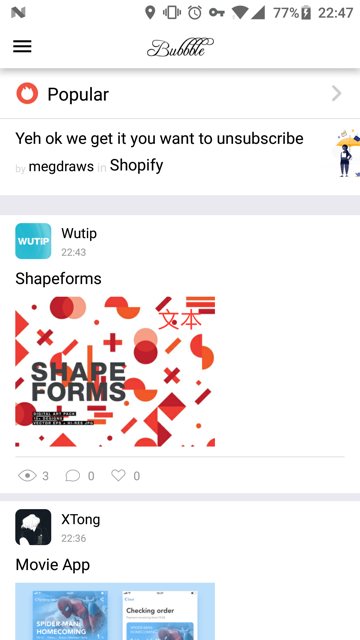 77% 22:47
Bubbble
Popular
Yeh ok we get it you want to unsubscribe
by megdraws in Shopify
WUTIP
Wutip
22:43
Shapeforms
文本
SHAPE
FORMS
DIGITAL ART PACK
VECTOR EPS + HI-RES JPG
3 0 0
XTong
22:36
Movie App
SPIDER-MAN:
HOMECOMING
Checking order